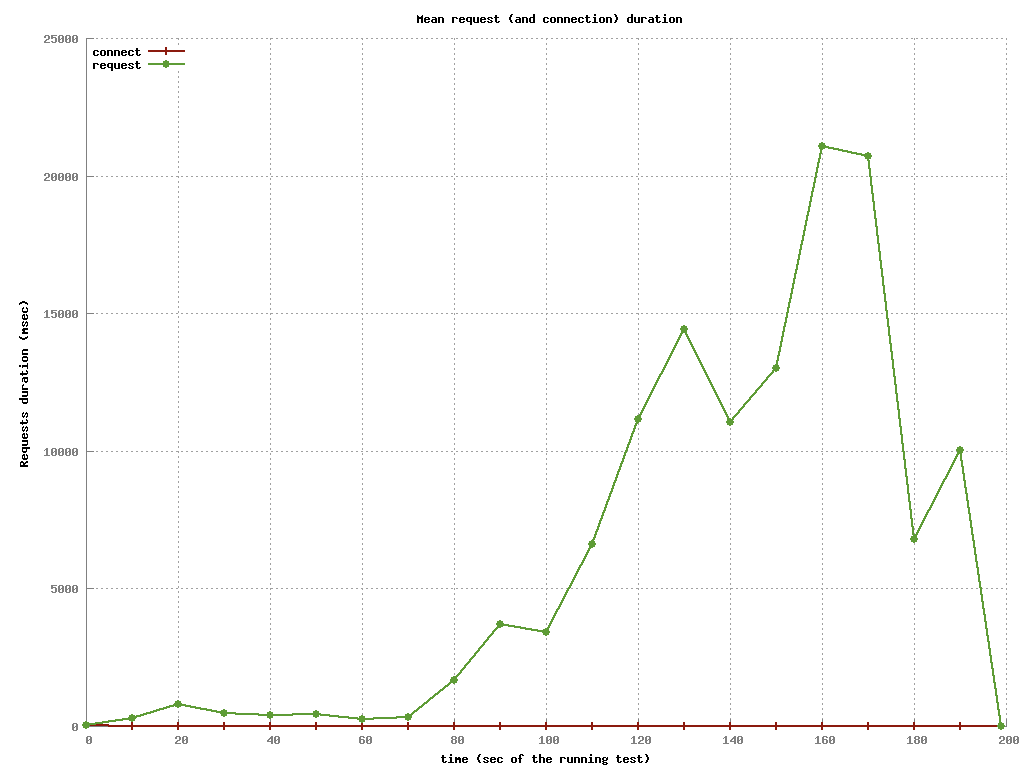 Mean request (and connection) duration
25000
connect
request
20000
15000
Requests duration (msec)
10000
5000
0
0 20 40 60 80 100 120 140 160 180 200
time (sec of the running test)